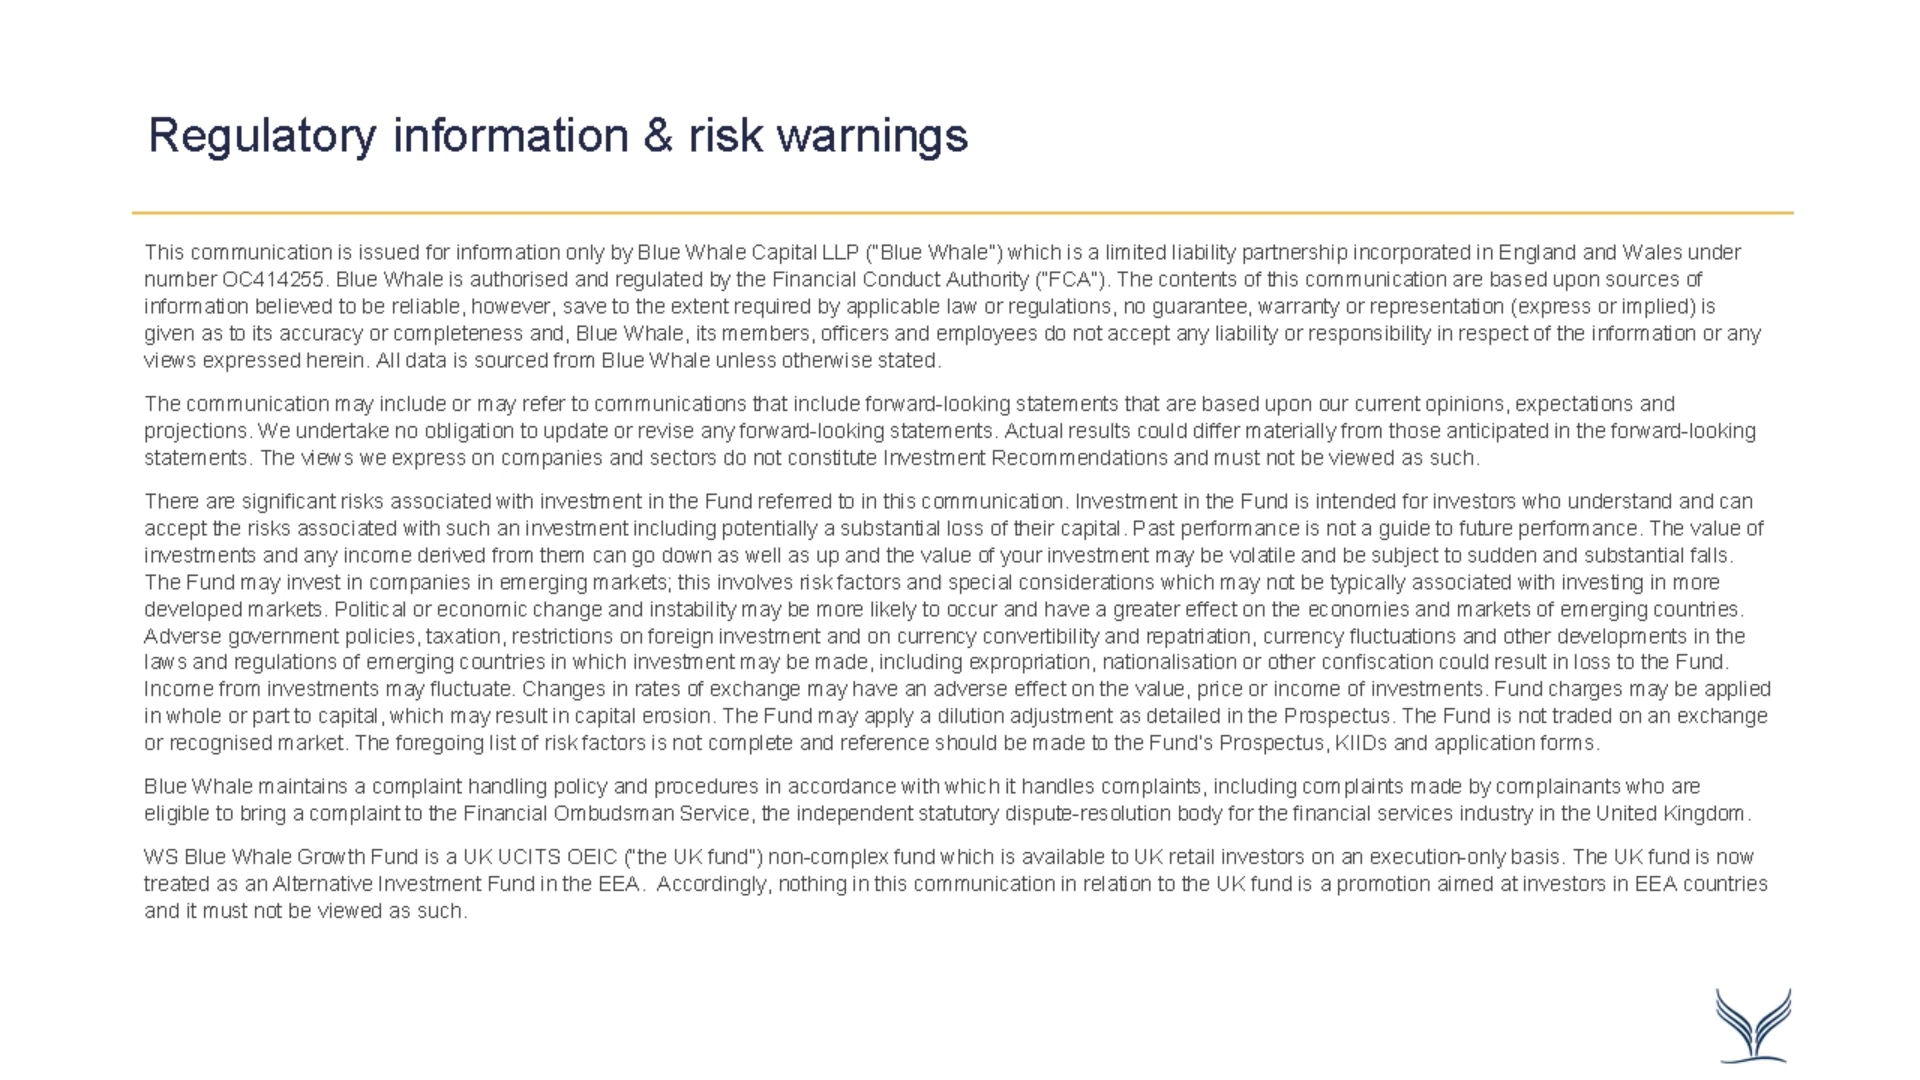 Regulatory information & risk warnings
This communication is issued for information only by Blue Whale Capital LLP ("Blue Whale") which is a limited liability partnership incorporated in England and Wales under
number OC414255. Blue Whale is authorised and regulated by the Financial Conduct Authority ("FCA"). The contents of this communication are based upon sources of
information believed to be reliable, however, save to the extent required by applicable law or regulations, no guarantee, warranty or representation (express or implied) is
given as to its accuracy or completeness and, Blue Whale, its members, officers and employees do not accept any liability or responsibility in respect of the information or any
views expressed herein. All data is sourced from Blue Whale unless otherwise stated.
The communication may include or may refer to communications that include forward-looking statements that are based upon our current opinions, expectations and
projections. We undertake no obligation to update or revise any forward-looking statements. Actual results could differ materially from those anticipated in the forward-looking
statements. The views we express on companies and sectors do not constitute Investment Recommendations and must not be viewed as such.
There are significant risks associated with investment in the Fund referred to in this communication. Investment in the Fund is intended for investors who understand and can
accept the risks associated with such an investment including potentially a substantial loss of their capital. Past performance is not a guide to future performance. The value of
investments and any income derived from them can go down as well as up and the value of your investment may be volatile and be subject to sudden and substantial falls.
The Fund may invest in companies in emerging markets; this involves risk factors and special considerations which may not be typically associated with investing in more
developed markets. Political or economic change and instability may be more likely to occur and have a greater effect on the economies and markets of emerging countries.
Adverse government policies, taxation, restrictions on foreign investment and on currency convertibility and repatriation, currency fluctuations and other developments in the
laws and regulations of emerging countries in which investment may be made, including expropriation, nationalisation or other confiscation could result in loss to the Fund.
Income from investments may fluctuate. Changes in rates of exchange may have an adverse effect on the value, price or income of investments. Fund charges may be applied
in whole or part to capital, which may result in capital erosion. The Fund may apply a dilution adjustment as detailed in the Prospectus. The Fund is not traded on an exchange
or recognised market. The foregoing list of risk factors is not complete and reference should be made to the Fund's Prospectus, KIIDs and application forms.
Blue Whale maintains a complaint handling policy and procedures in accordance with which it handles complaints, including complaints made by complainants who are
eligible to bring a complaint to the Financial Ombudsman Service, the independent statutory dispute-resolution body for the financial services industry in the United Kingdom.
WS Blue Whale Growth Fund is a UK UCITS OEIC ("the UK fund") non-complex fund which is available to UK retail investors on an execution-only basis. The UK fund is now
treated as an Alternative Investment Fund in the EEA. Accordingly, nothing in this communication in relation to the UK fund is a promotion aimed at investors in EEA countries
and it must not be viewed as such.